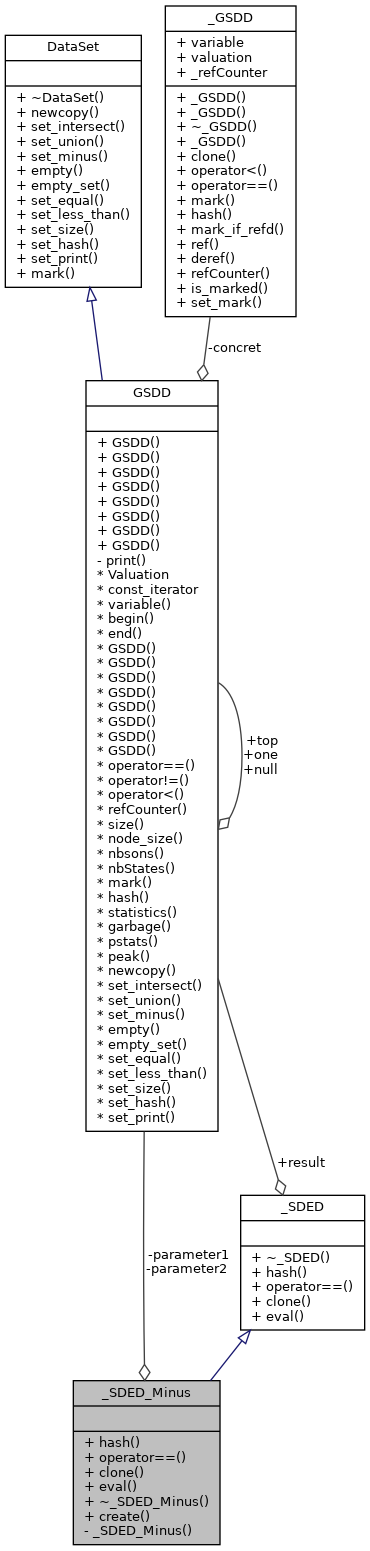 DataSet
+ ~DataSet()
+ newcopy()
+ set_intersect()
+ set_union()
+ set_minus()
+ empty()
+ empty_set()
+ set_equal()
+ set_less_than()
+ set_size()
+ set_hash()
+ set_print()
+ mark()
_GSDD
+ variable
+ valuation
+ _refCounter
+ _GSDD()
+ _GSDD()
+ ~_GSDD()
+ _GSDD()
+ clone()
+ operator<()
+ operator==()
+ mark()
+ hash()
+ mark_if_refd()
+ ref()
+ deref()
+ refCounter()
+ is_marked()
+ set_mark()
-concret
GSDD
+ GSDD()
+ GSDD()
+ GSDD()
+ GSDD()
+ GSDD()
+ GSDD()
+ GSDD()
+ GSDD()
- print()
* Valuation
* const_iterator
* variable()
* begin()
* end()
* GSDD()
* GSDD()
* GSDD()
* GSDD()
* GSDD()
* GSDD()
* GSDD()
* GSDD()
* operator==()
* operator!=()
* operator<()
* refCounter()
* size()
* node_size()
* nbsons()
* nbStates()
* mark()
* hash()
* statistics()
* garbage()
* pstats()
* peak()
* newcopy()
* set_intersect()
* set_union()
* set_minus()
* empty()
* empty_set()
* set_equal()
* set_less_than()
* set_size()
* set_hash()
* set_print()
+top
+one
+null
+result
_SDED
+ ~_SDED()
+ hash()
+ operator==()
+ clone()
+ eval()
-parameter1
-parameter2
_SDED_Minus
+ hash()
+ operator==()
+ clone()
+ eval()
+ ~_SDED_Minus()
+ create()
- _SDED_Minus()